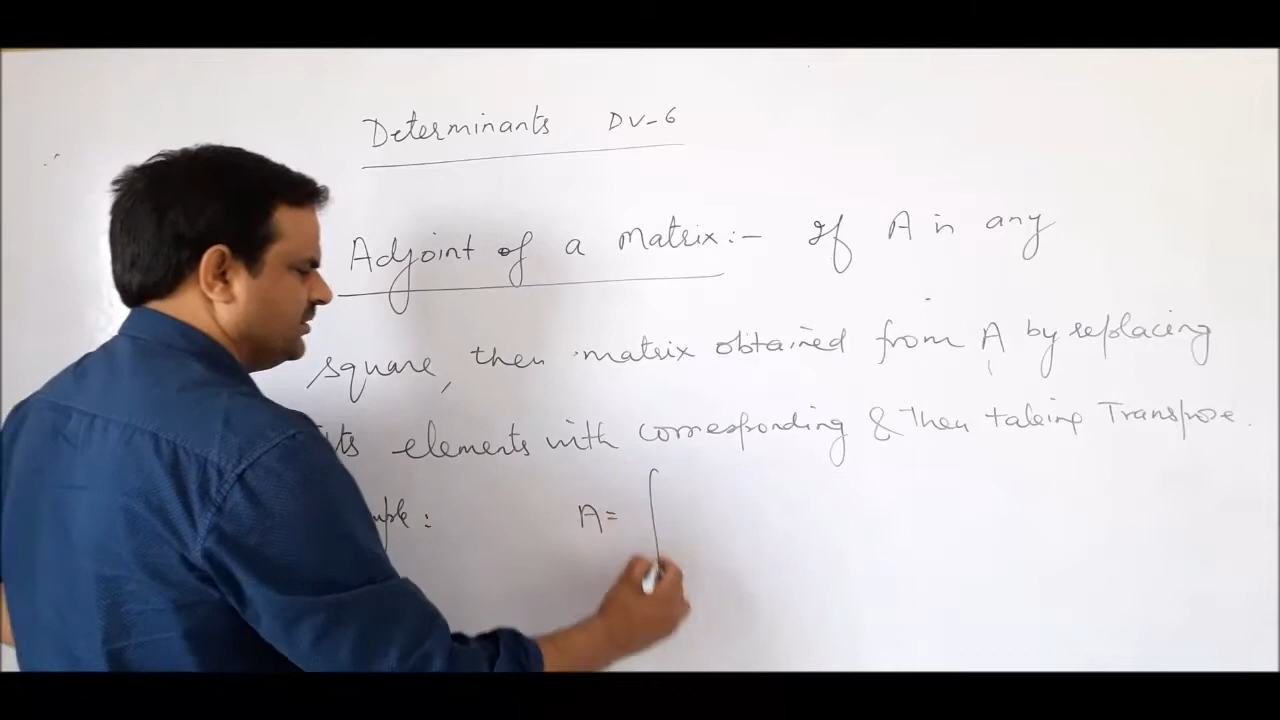 Determinants DV-6
Adjoint of a Matrix:- If A is any
square, then matrix obtained from A by replacing
its elements with corresponding & then taking Transpose.
mple: A= [